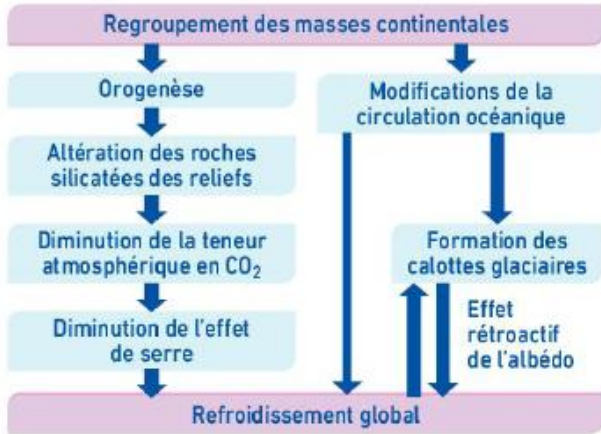 Regroupement des masses continentales
Orogenèse
Altération des roches
silicatées des reliefs
Diminution de la teneur
atmosphérique en CO₂
Diminution de l'effet
de serre
Modifications de la
circulation océanique
Formation des
calottes glaciaires
Effet
rétroactif
de l'albédo
Refroidissement global